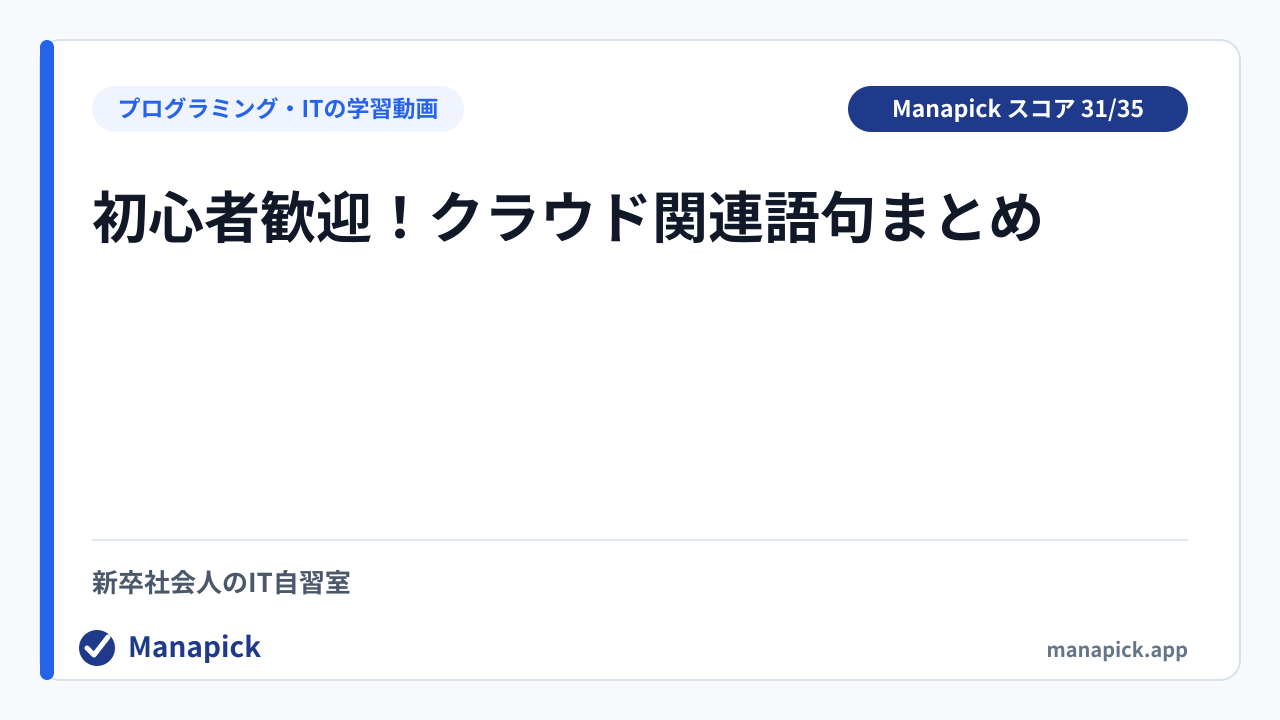 プログラミング・ITの学習動画
Manapick スコア 31/35
初心者歓迎！クラウド関連語句まとめ
新卒社会人のIT自習室
Manapick
manapick.app